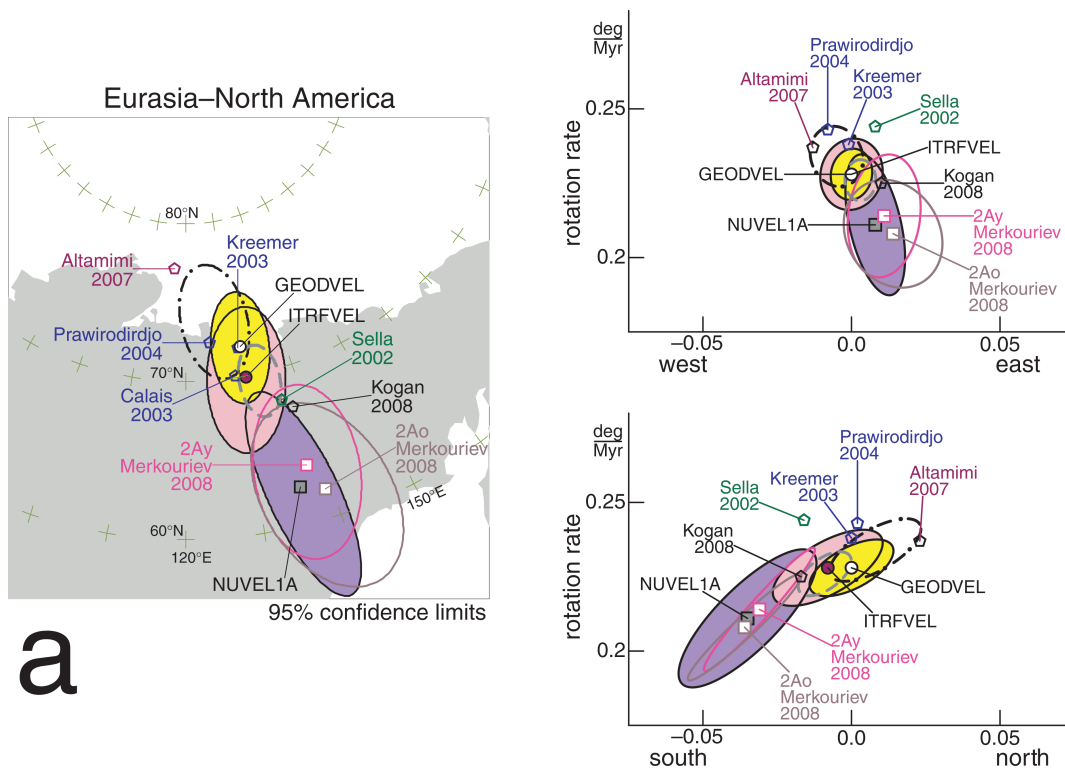 Eurasia–North America
80°N
Kreemer
2003
Altamimi
2007
GEODVEL
ITRFVEL
Prawirodirdjo
2004
Sella
2002
70°N
Calais
2003
Kogan
2008
2Ay
Merkouriev
2008
2Ao
Merkouriev
2008
150°E
60°N
120°E
NUVEL1A
95% confidence limits
a
deg
Myr
Prawirodirdjo
2004
Altamimi
2007
Kreemer
2003
Sella
2002
0.25
ITRFVEL
GEODVEL
Kogan
2008
rotation rate
NUVEL1A
2Ay
Merkouriev
2008
0.2
2Ao
Merkouriev
2008
−0.05
0.0
0.05
west
east
deg
Myr
Prawirodirdjo
2004
Kreemer
2003
Altamimi
2007
Sella
2002
0.25
Kogan
2008
rotation rate
NUVEL1A
GEODVEL
ITRFVEL
2Ay
Merkouriev
2008
0.2
2Ao
Merkouriev
2008
−0.05
0.0
0.05
south
north